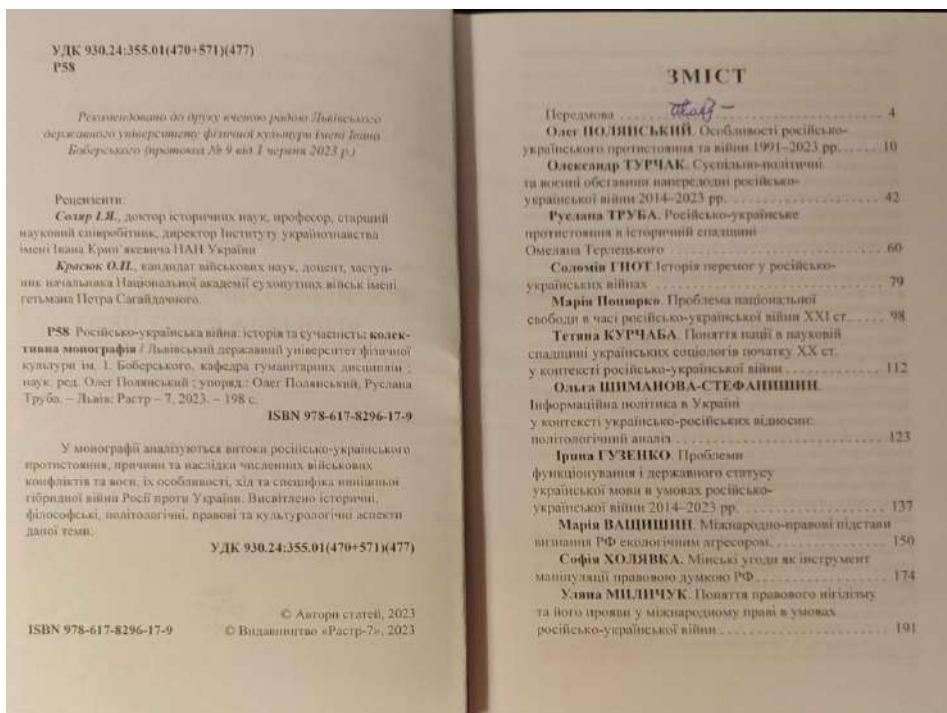 УДК 930.24:355.01(470+571)(477)
Р58
Рекомендовано до друку вченою радою Львівського
державного університету фізичної культури імені Івана
Боберського (протокол № 9 від 1 червня 2023 р.)
Рецензенти:
Соляр І.Я., доктор історичних наук, професор, старший
науковий співробітник, директор Інституту українознавства
імені Івана Крип`якевича НАН України
Красюк О.П., кандидат військових наук, доцент, заступ-
ник начальника Національної академії сухопутних військ імені
гетьмана Петра Сагайдачного.
Р58 Російсько-українська війна: історія та сучасність: колек-
тивна монографія / Львівський державний університет фізичної
культури ім. І. Боберського, кафедра гуманітарних дисциплін ;
наук. ред. Олег Полянський ; упоряд.: Олег Полянський, Руслана
Труба. – Львів: Растр – 7, 2023. – 198 с.
ISBN 978-617-8296-17-9
У монографії аналізуються витоки російсько-українського
протистояння, причини та наслідки численних військових
конфліктів та воєн, їх особливості, хід та специфіка нинішньої
гібридної війни Росії проти України. Висвітлено історичні,
філософські, політологічні, правові та культурологічні аспекти
даної теми.
УДК 930.24:355.01(470+571)(477)
© Автори статей, 2023
ISBN 978-617-8296-17-9 © Видавництво «Растр-7», 2023
ЗМІСТ
Передмова 4
Олег ПОЛЯНСЬКИЙ. Особливості російсько-
українського протистояння та війни 1991–2023 рр. 10
Олександр ТУРЧАК. Суспільно-політичні
та воєнні обставини напередодні російсько-
української війни 2014–2023 рр. 42
Руслана ТРУБА. Російсько-українське
протистояння в історичній спадщині
Омеляна Терлецького 60
Соломія ГНОТ.Історія перемог у російсько-
українських війнах 79
Марія Поцюрко. Проблема національної
свободи в часі російсько-української війни ХХІ ст. 98
Тетяна КУРЧАБА. Поняття нації в науковій
спадщині українських соціологів початку ХХ ст.
у контексті російсько-української війни 112
Ольга ШИМАНОВА-СТЕФАНИШИН.
Інформаційна політика в Україні
у контексті українсько-російських відносин:
політологічний аналіз 123
Ірина ГУЗЕНКО. Проблеми
функціонування і державного статусу
української мови в умовах російсько-
української війни 2014–2023 рр. 137
Марія ВАЩИШИН. Міжнародно-правові підстави
визнання РФ екологічним агресором 150
Софія ХОЛЯВКА. Мінські угоди як інструмент
маніпуляції правовою думкою РФ 174
Уляна МИЛИЧУК. Поняття правового нігілізму
та його прояви у міжнародному праві в умовах
російсько-української війни 191